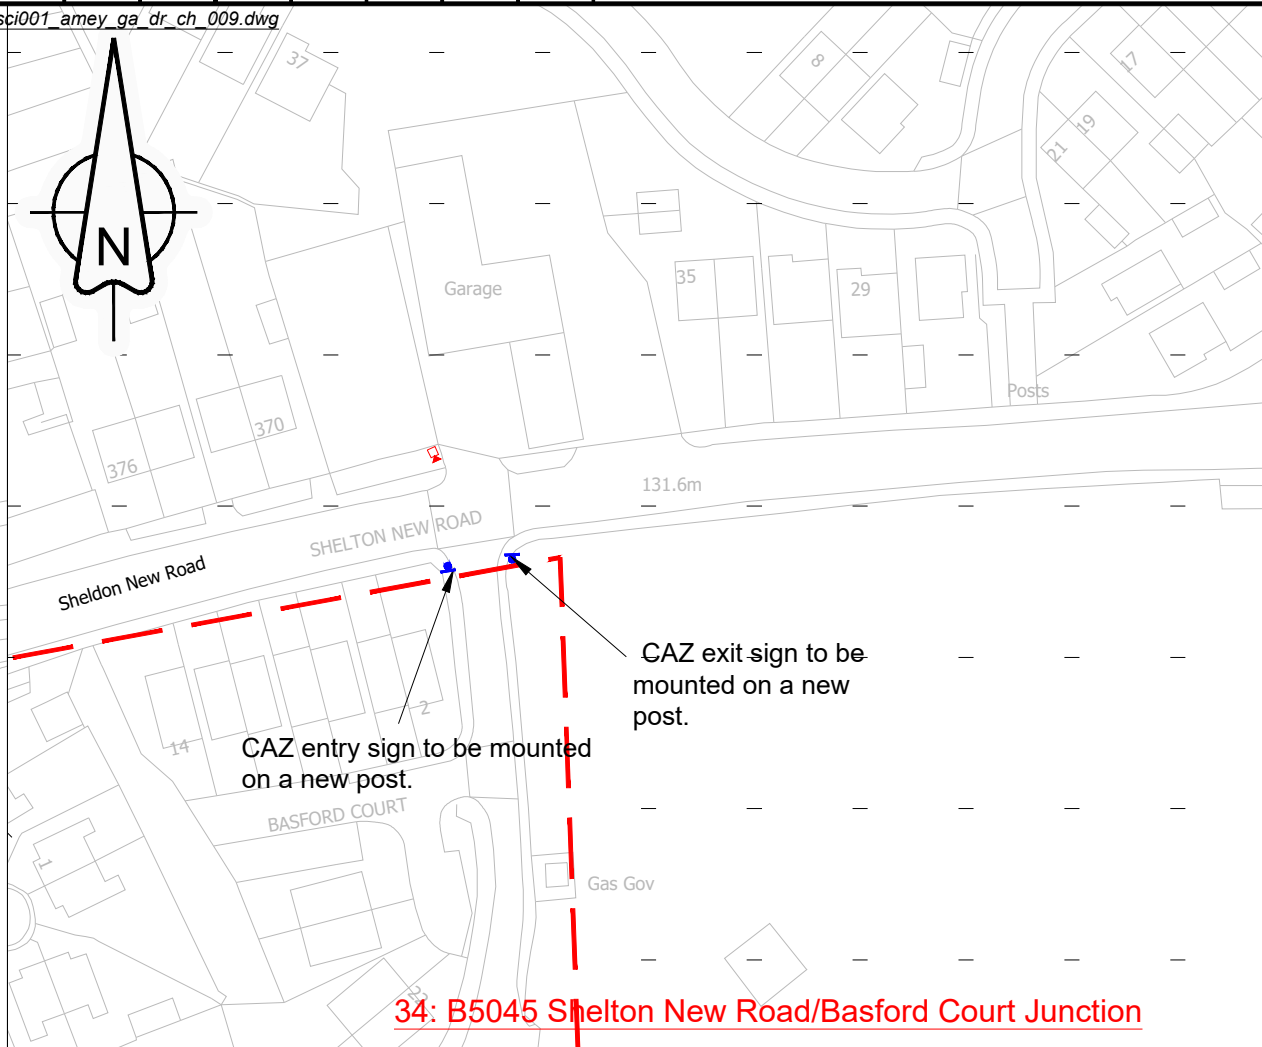 sci001_amey_ga_dr_ch_009.dwg
37
8
17
19
21
N
Garage
35
29
Posts
370
376
131.6m
SHELTON NEW ROAD
Sheldon New Road
CAZ exit sign to be
mounted on a new
post.
2
14
CAZ entry sign to be mounted
on a new post.
BASFORD COURT
1
Gas Gov
22
34: B5045 Shelton New Road/Basford Court Junction